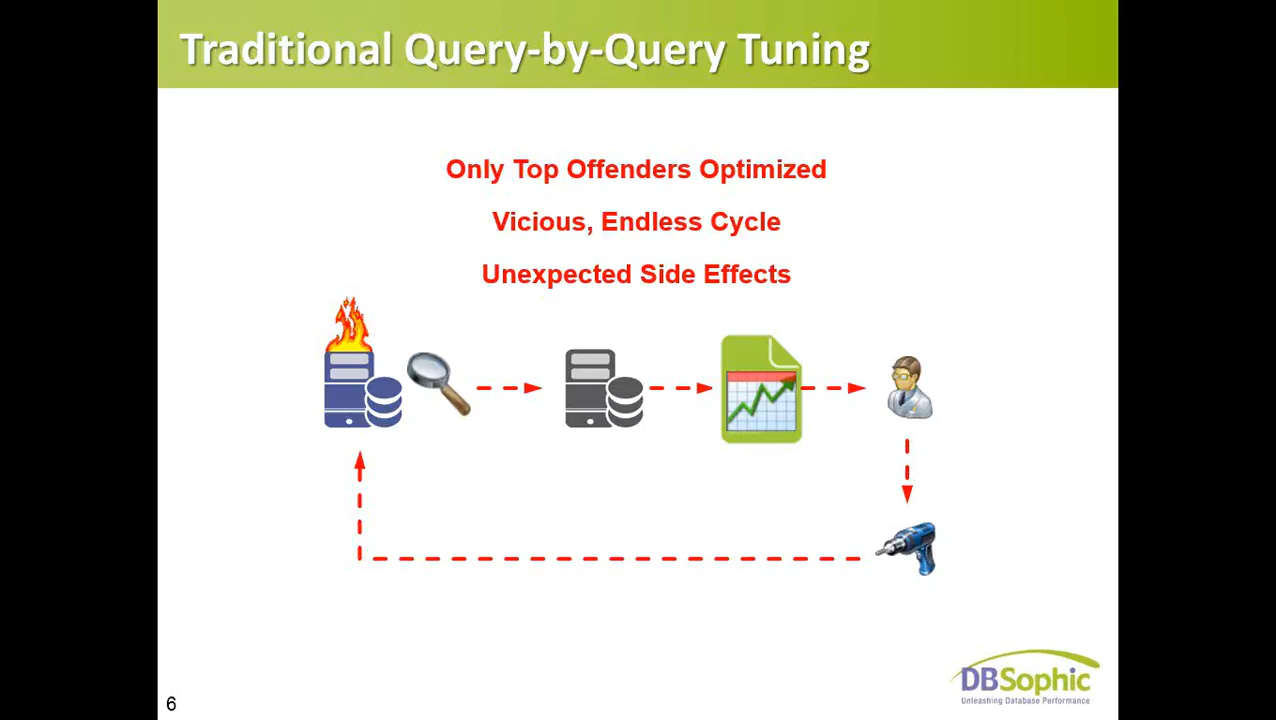 Traditional Query-by-Query Tuning
Only Top Offenders Optimized
Vicious, Endless Cycle
Unexpected Side Effects
DBSophic
Unleashing Database Performance
6